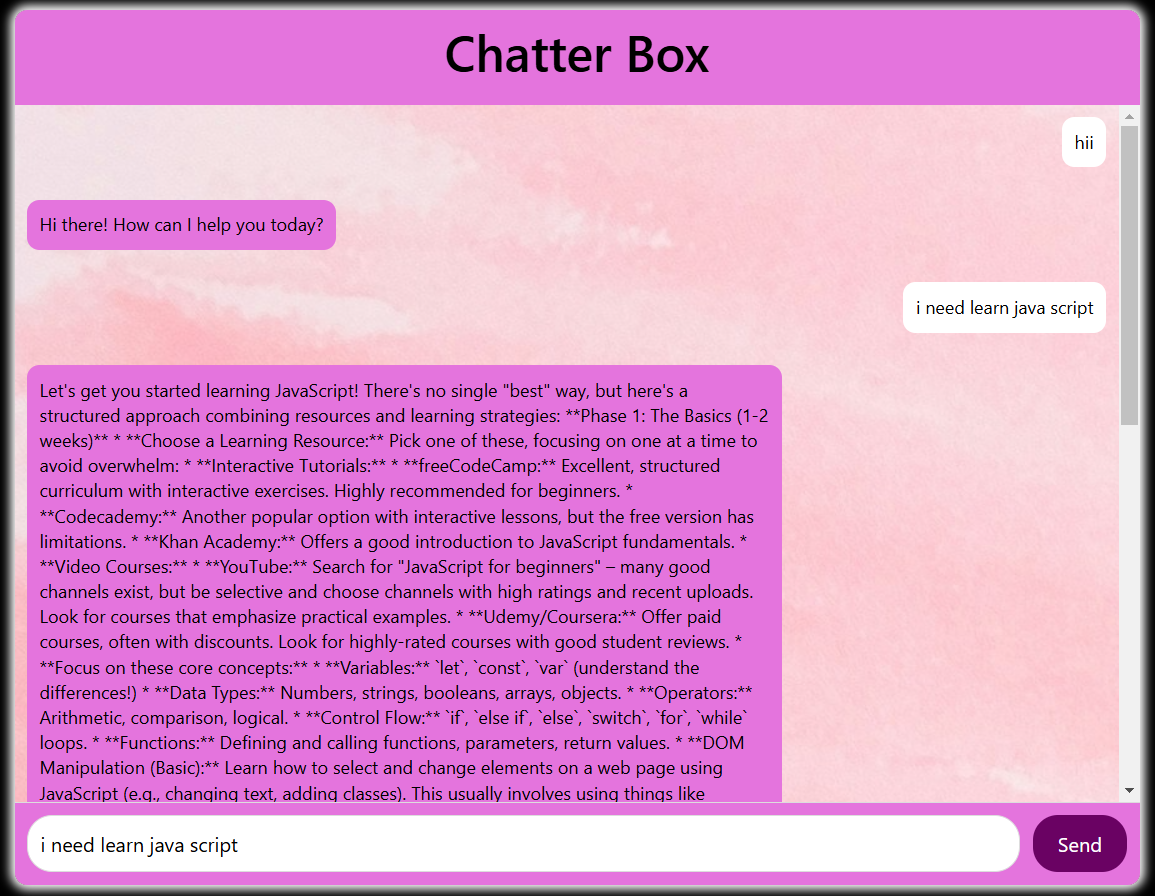 Chatter Box
hii
Hi there! How can I help you today?
i need learn java script
Let's get you started learning JavaScript! There's no single "best" way, but here's a
structured approach combining resources and learning strategies: **Phase 1: The Basics (1-2
weeks)** * **Choose a Learning Resource:** Pick one of these, focusing on one at a time to
avoid overwhelm: * **Interactive Tutorials:** * **freeCodeCamp:** Excellent, structured
curriculum with interactive exercises. Highly recommended for beginners. *
**Codecademy:** Another popular option with interactive lessons, but the free version has
limitations. * **Khan Academy:** Offers a good introduction to JavaScript fundamentals. *
**Video Courses:** * **YouTube:** Search for "JavaScript for beginners" – many good
channels exist, but be selective and choose channels with high ratings and recent uploads.
Look for courses that emphasize practical examples. * **Udemy/Coursera:** Offer paid
courses, often with discounts. Look for highly-rated courses with good student reviews. *
**Focus on these core concepts:** * **Variables:** `let`, `const`, `var` (understand the
differences!) * **Data Types:** Numbers, strings, booleans, arrays, objects. * **Operators:**
Arithmetic, comparison, logical. * **Control Flow:** `if`, `else if`, `else`, `switch`, `for`, `while`
loops. * **Functions:** Defining and calling functions, parameters, return values. * **DOM
Manipulation (Basic):** Learn how to select and change elements on a web page using
JavaScript (e.g., changing text, adding classes). This usually involves using things like
i need learn java script
Send